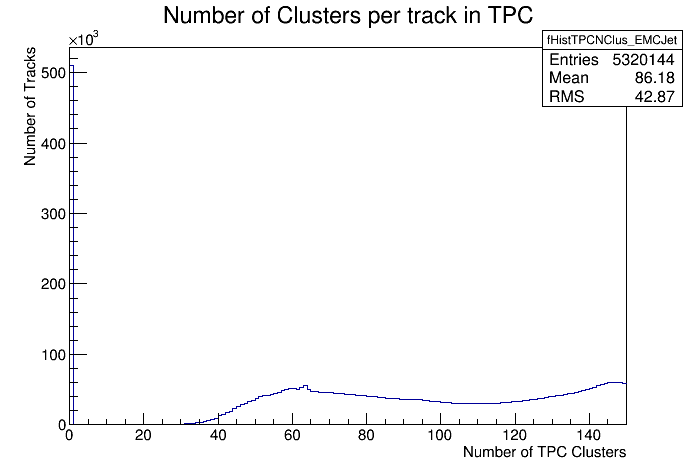 Number of Clusters per track in TPC
×10³
fHistTPCNClus_EMCJet
Entries 5320144
Mean 86.18
RMS 42.87
Number of Tracks
500
400
300
200
100
0
0 20 40 60 80 100 120 140
Number of TPC Clusters